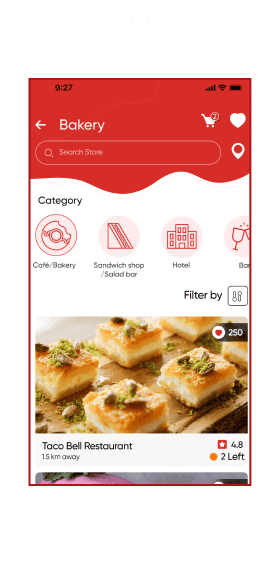 9:27
Bakery
2
Search Store
Category
Café/Bakery
Sandwich shop
/Salad bar
Hotel
Bar
Filter by
250
Taco Bell Restaurant
4.8
1.5 km away
2 Left